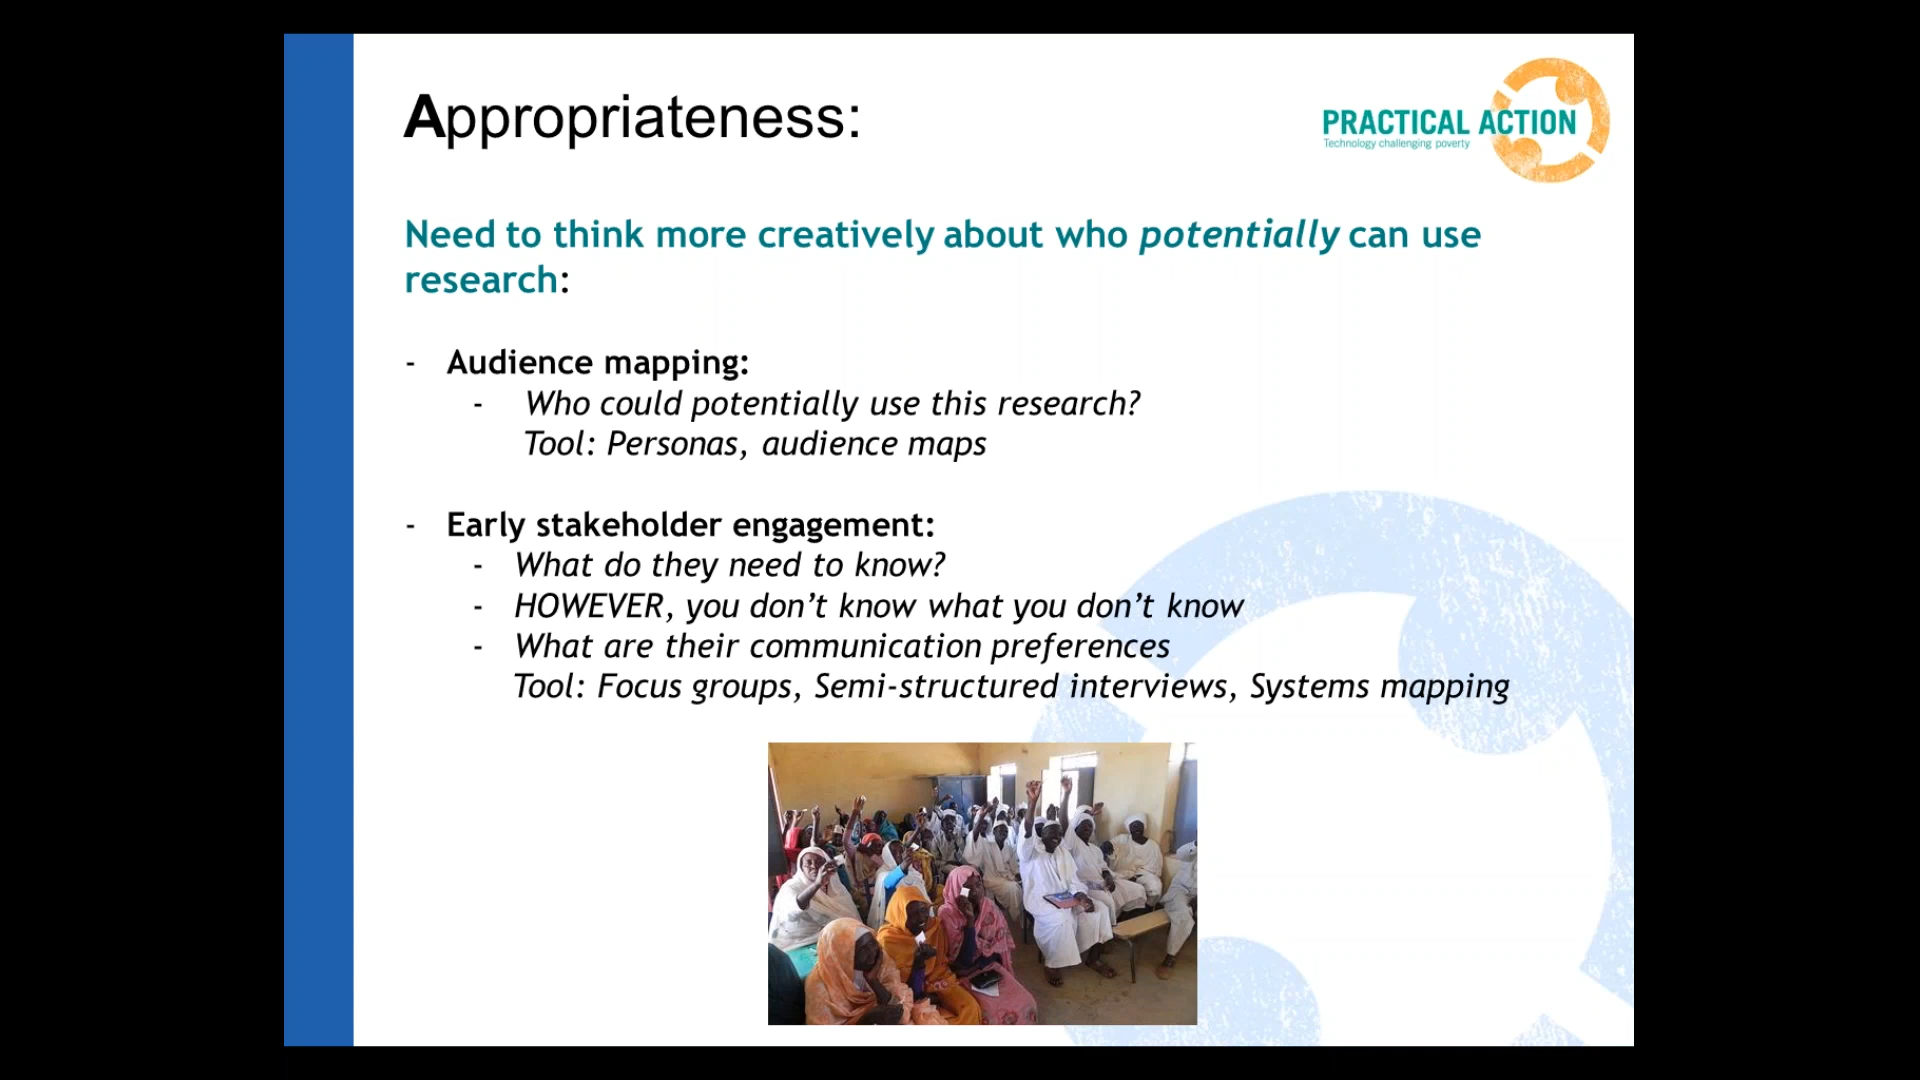 Appropriateness:
PRACTICAL ACTION
Technology challenging poverty
Need to think more creatively about who potentially can use
research:
- Audience mapping:
- Who could potentially use this research?
Tool: Personas, audience maps
- Early stakeholder engagement:
- What do they need to know?
- HOWEVER, you don’t know what you don’t know
- What are their communication preferences
Tool: Focus groups, Semi-structured interviews, Systems mapping